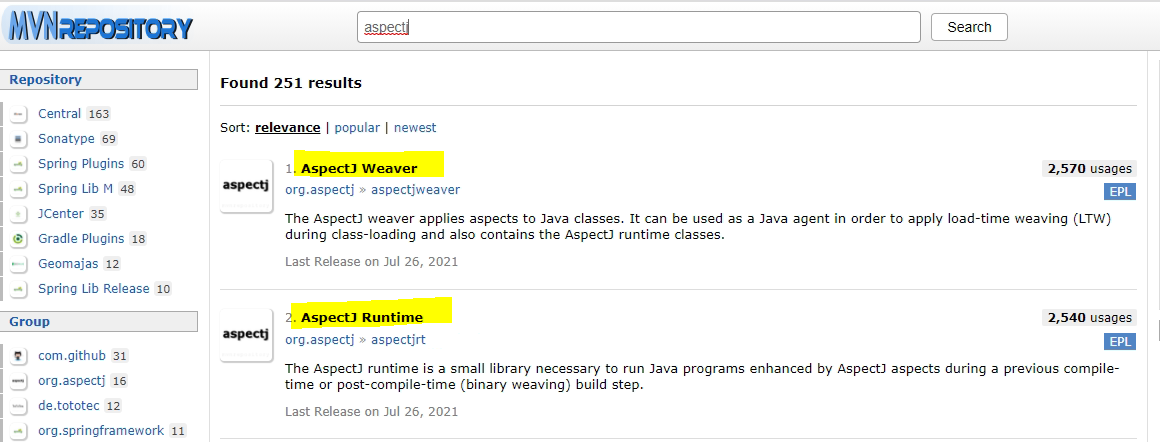 MVNREPOSITORY
aspectj
Search
Repository
Central 163
Sonatype 69
Spring Plugins 60
Spring Lib M 48
JCenter 35
Gradle Plugins 18
Geomajas 12
Spring Lib Release 10
Group
com.github 31
org.aspectj 16
de.tototec 12
org.springframework 11
Found 251 results
Sort: relevance | popular | newest
aspectj
1. AspectJ Weaver
2,570 usages
org.aspectj » aspectjweaver
EPL
The AspectJ weaver applies aspects to Java classes. It can be used as a Java agent in order to apply load-time weaving (LTW)
during class-loading and also contains the AspectJ runtime classes.
Last Release on Jul 26, 2021
aspectj
2. AspectJ Runtime
2,540 usages
org.aspectj » aspectjrt
EPL
The AspectJ runtime is a small library necessary to run Java programs enhanced by AspectJ aspects during a previous compile-
time or post-compile-time (binary weaving) build step.
Last Release on Jul 26, 2021